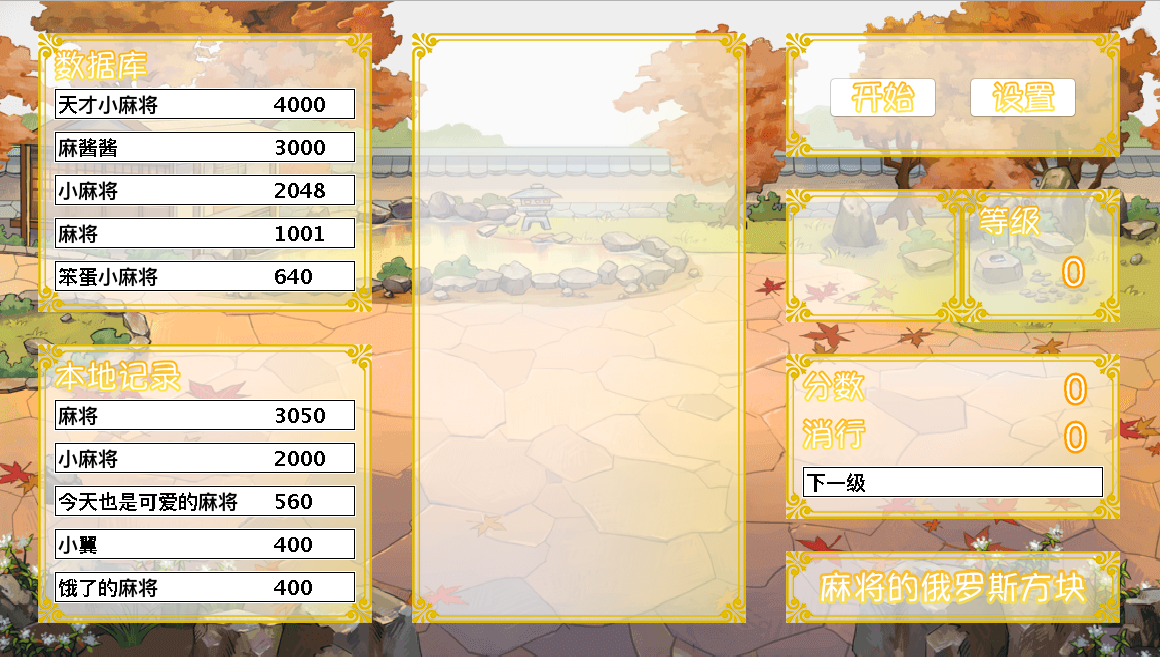 数据库
天才小麻将 4000
麻酱酱 3000
小麻将 2048
麻将 1001
笨蛋小麻将 640
本地记录
麻将 3050
小麻将 2000
今天也是可爱的麻将 560
小翼 400
饿了的麻将 400
开始 设置
等级
0
分数 0
消行 0
下一级
麻将的俄罗斯方块